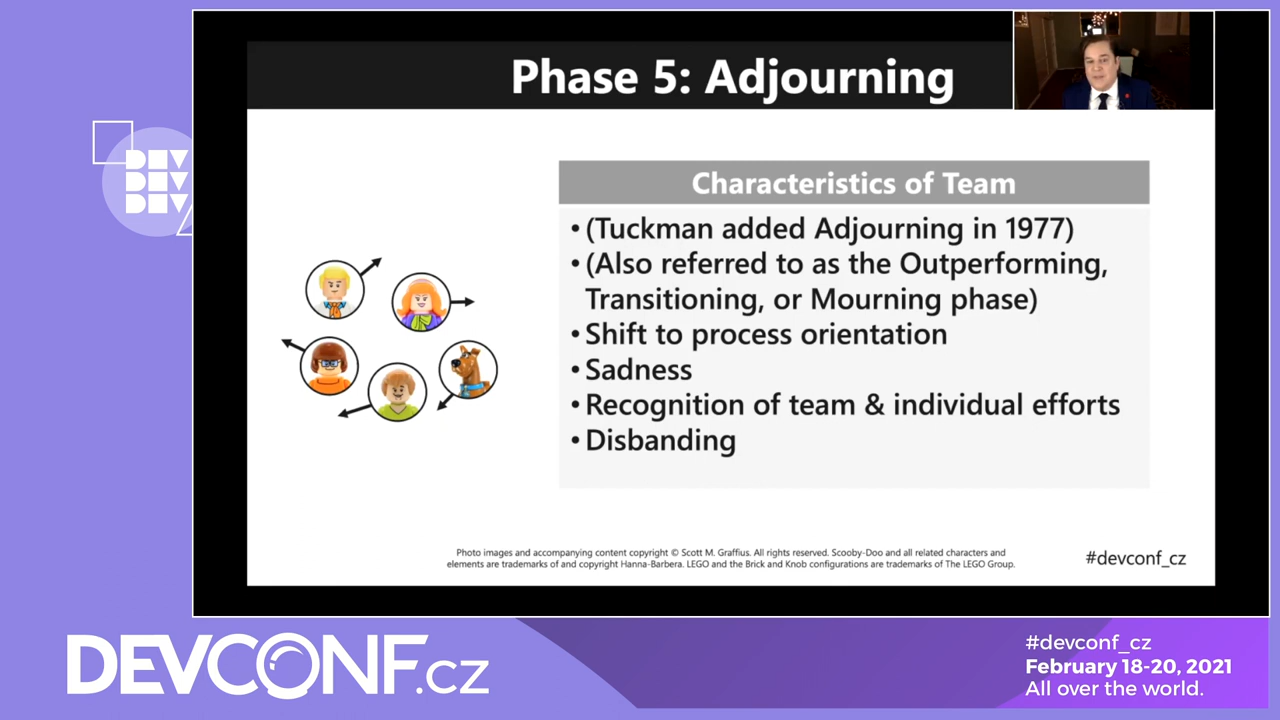 Phase 5: Adjourning
DEV
DEV
DEV
Characteristics of Team
• (Tuckman added Adjourning in 1977)
• (Also referred to as the Outperforming,
Transitioning, or Mourning phase)
• Shift to process orientation
• Sadness
• Recognition of team & individual efforts
• Disbanding
Photo images and accompanying content copyright © Scott M. Graffius. All rights reserved. Scooby-Doo and all related characters and
elements are trademarks of and copyright Hanna-Barbera. LEGO and the Brick and Knob configurations are trademarks of The LEGO Group.
#devconf_cz
DEVCONF.cz
#devconf_cz
February 18-20, 2021
All over the world.